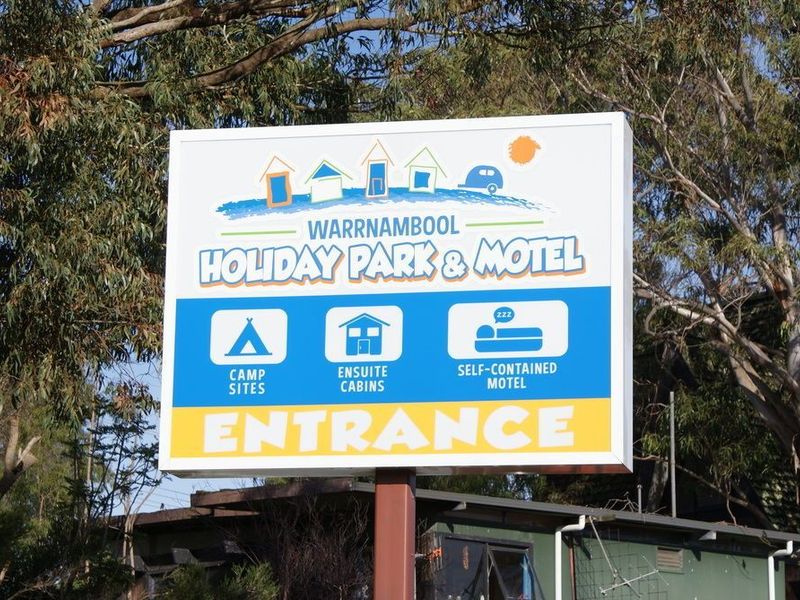 WARRNAMBOOL
HOLIDAY PARK & MOTEL
CAMP
SITES
ENSUITE
CABINS
ZZZ
SELF-CONTAINED
MOTEL
ENTRANCE